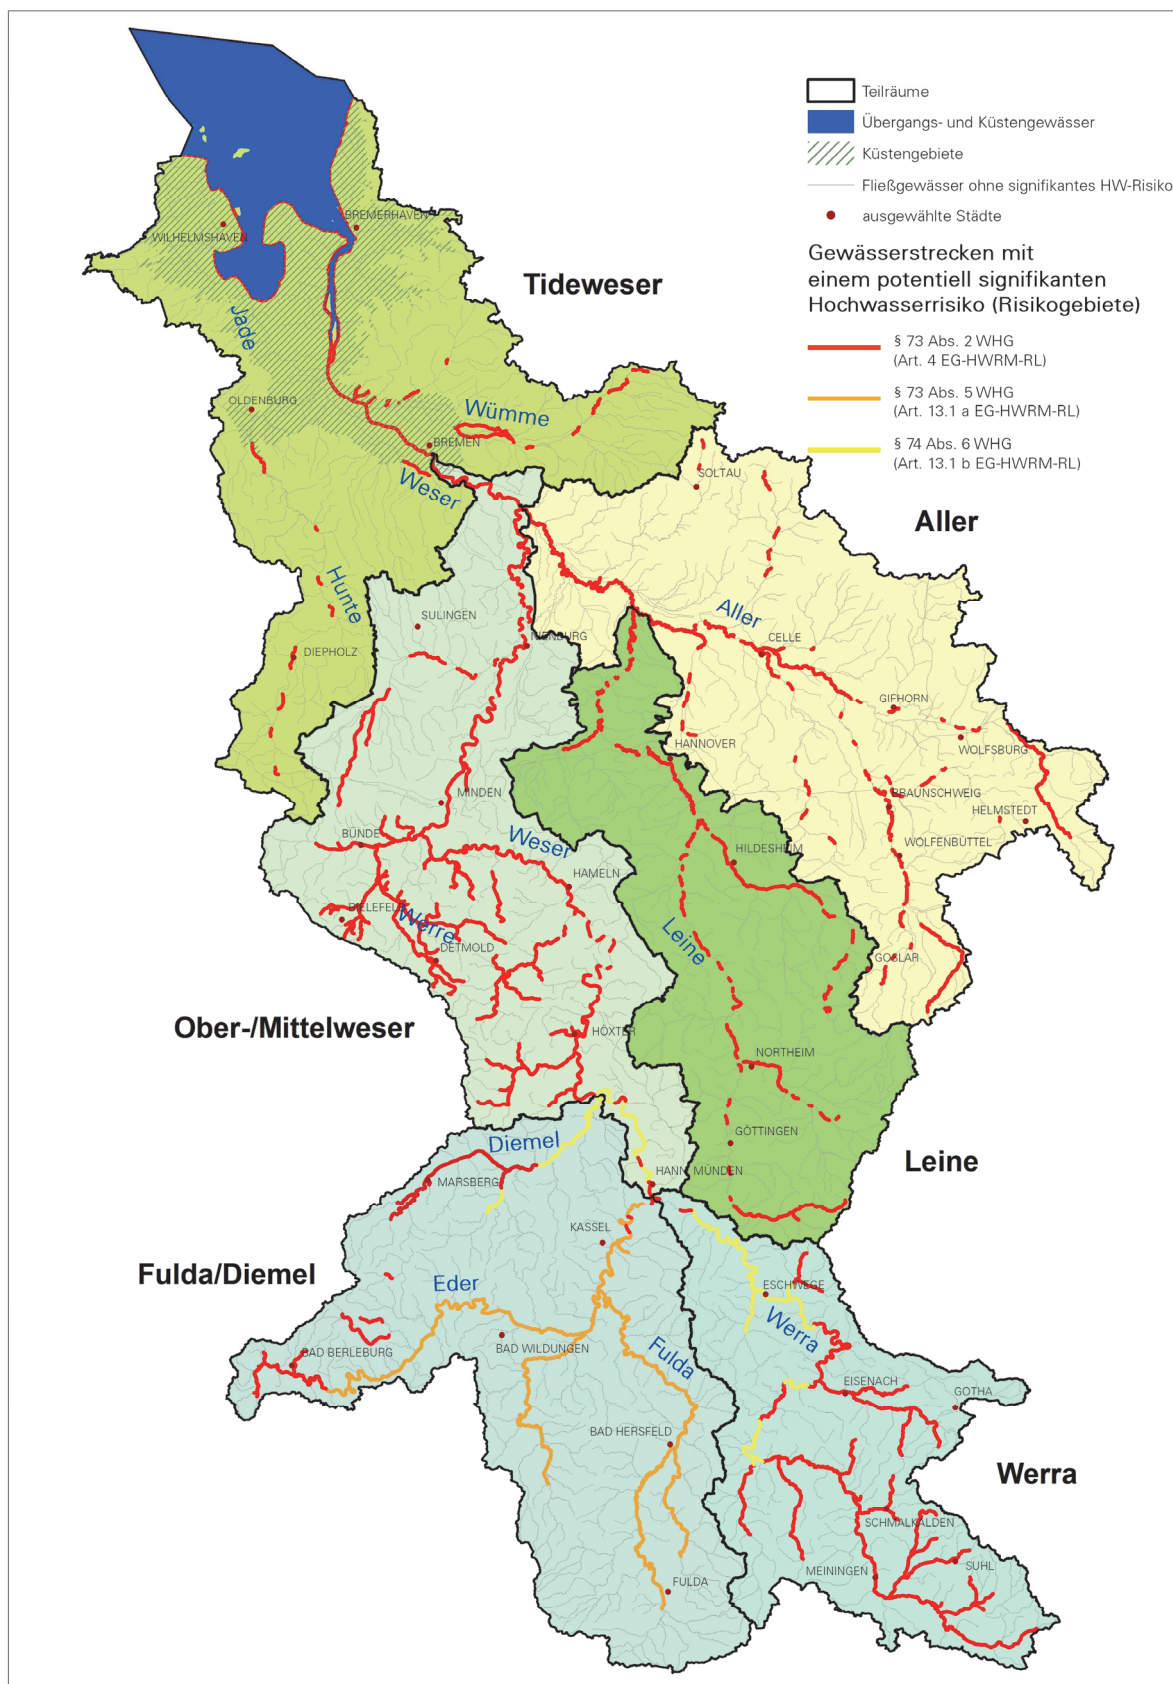 Teilräume
Übergangs- und Küstengewässer
Küstengebiete
Fließgewässer ohne signifikantes HW-Risiko
ausgewählte Städte
Gewässerstrecken mit
einem potentiell signifikanten
Hochwasserrisiko (Risikogebiete)
§ 73 Abs. 2 WHG
(Art. 4 EG-HWRM-RL)
§ 73 Abs. 5 WHG
(Art. 13.1 a EG-HWRM-RL)
§ 74 Abs. 6 WHG
(Art. 13.1 b EG-HWRM-RL)
BREMERHAVEN
WILHELMSHAVEN
Tideweser
Jade
OLDENBURG
Wümme
BREMEN
Weser
SOLTAU
Aller
Hunte
Aller
SULINGEN
NIENBURG
CELLE
DIEPHOLZ
GIFHORN
HANNOVER
WOLFSBURG
MINDEN
BRAUNSCHWEIG
HELMSTEDT
BÜNDE
Weser
WOLFENBÜTTEL
HILDESHEIM
HAMELN
BIELEFELD
Werre
DETMOLD
Leine
GOSLAR
Ober-/Mittelweser
HÖXTER
NORTHEIM
GÖTTINGEN
Diemel
Leine
HANN. MÜNDEN
MARSBERG
KASSEL
Fulda/Diemel
Eder
ESCHWEGE
Werra
BAD WILDUNGEN
Fulda
BAD BERLEBURG
EISENACH
GOTHA
BAD HERSFELD
Werra
SCHMALKALDEN
MEININGEN
SUHL
FULDA